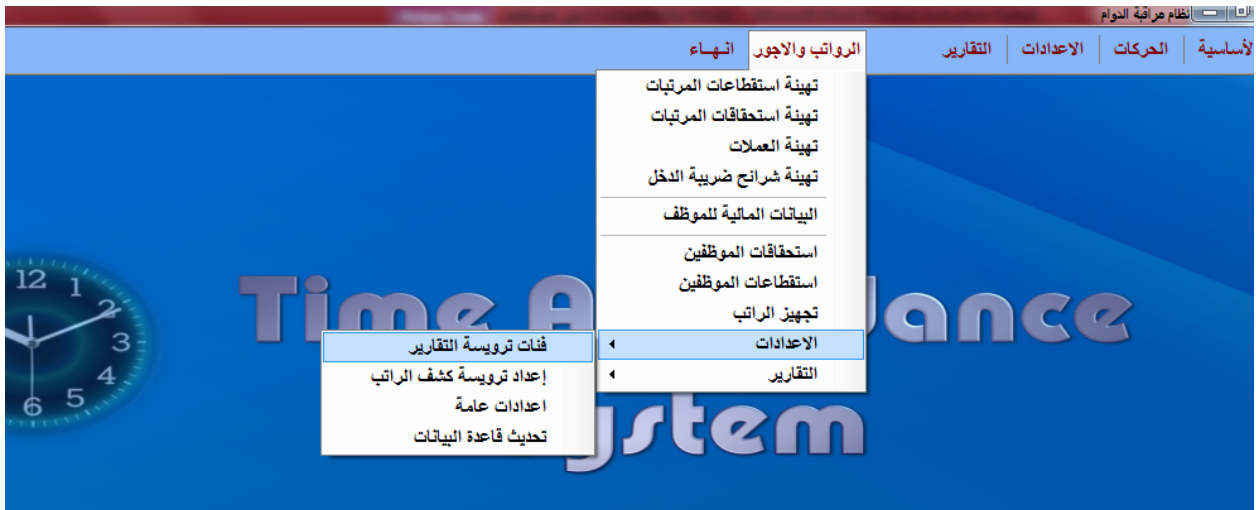 نظام مراقبة الدوام
لأساسية الحركات الاعدادات التقارير الرواتب والاجور انـهـاء
تهيئة استقطاعات المرتبات
تهيئة استحقاقات المرتبات
تهيئة العملات
تهيئة شرائح ضريبة الدخل
البيانات المالية للموظف
استحقاقات الموظفين
استقطاعات الموظفين
تجهيز الراتب
الاعدادات
التقارير
فئات ترويسة التقارير
إعداد ترويسة كشف الراتب
اعدادات عامة
تحديث قاعدة البيانات
12 1 2 3 4 5 6
Time A dance
ystem